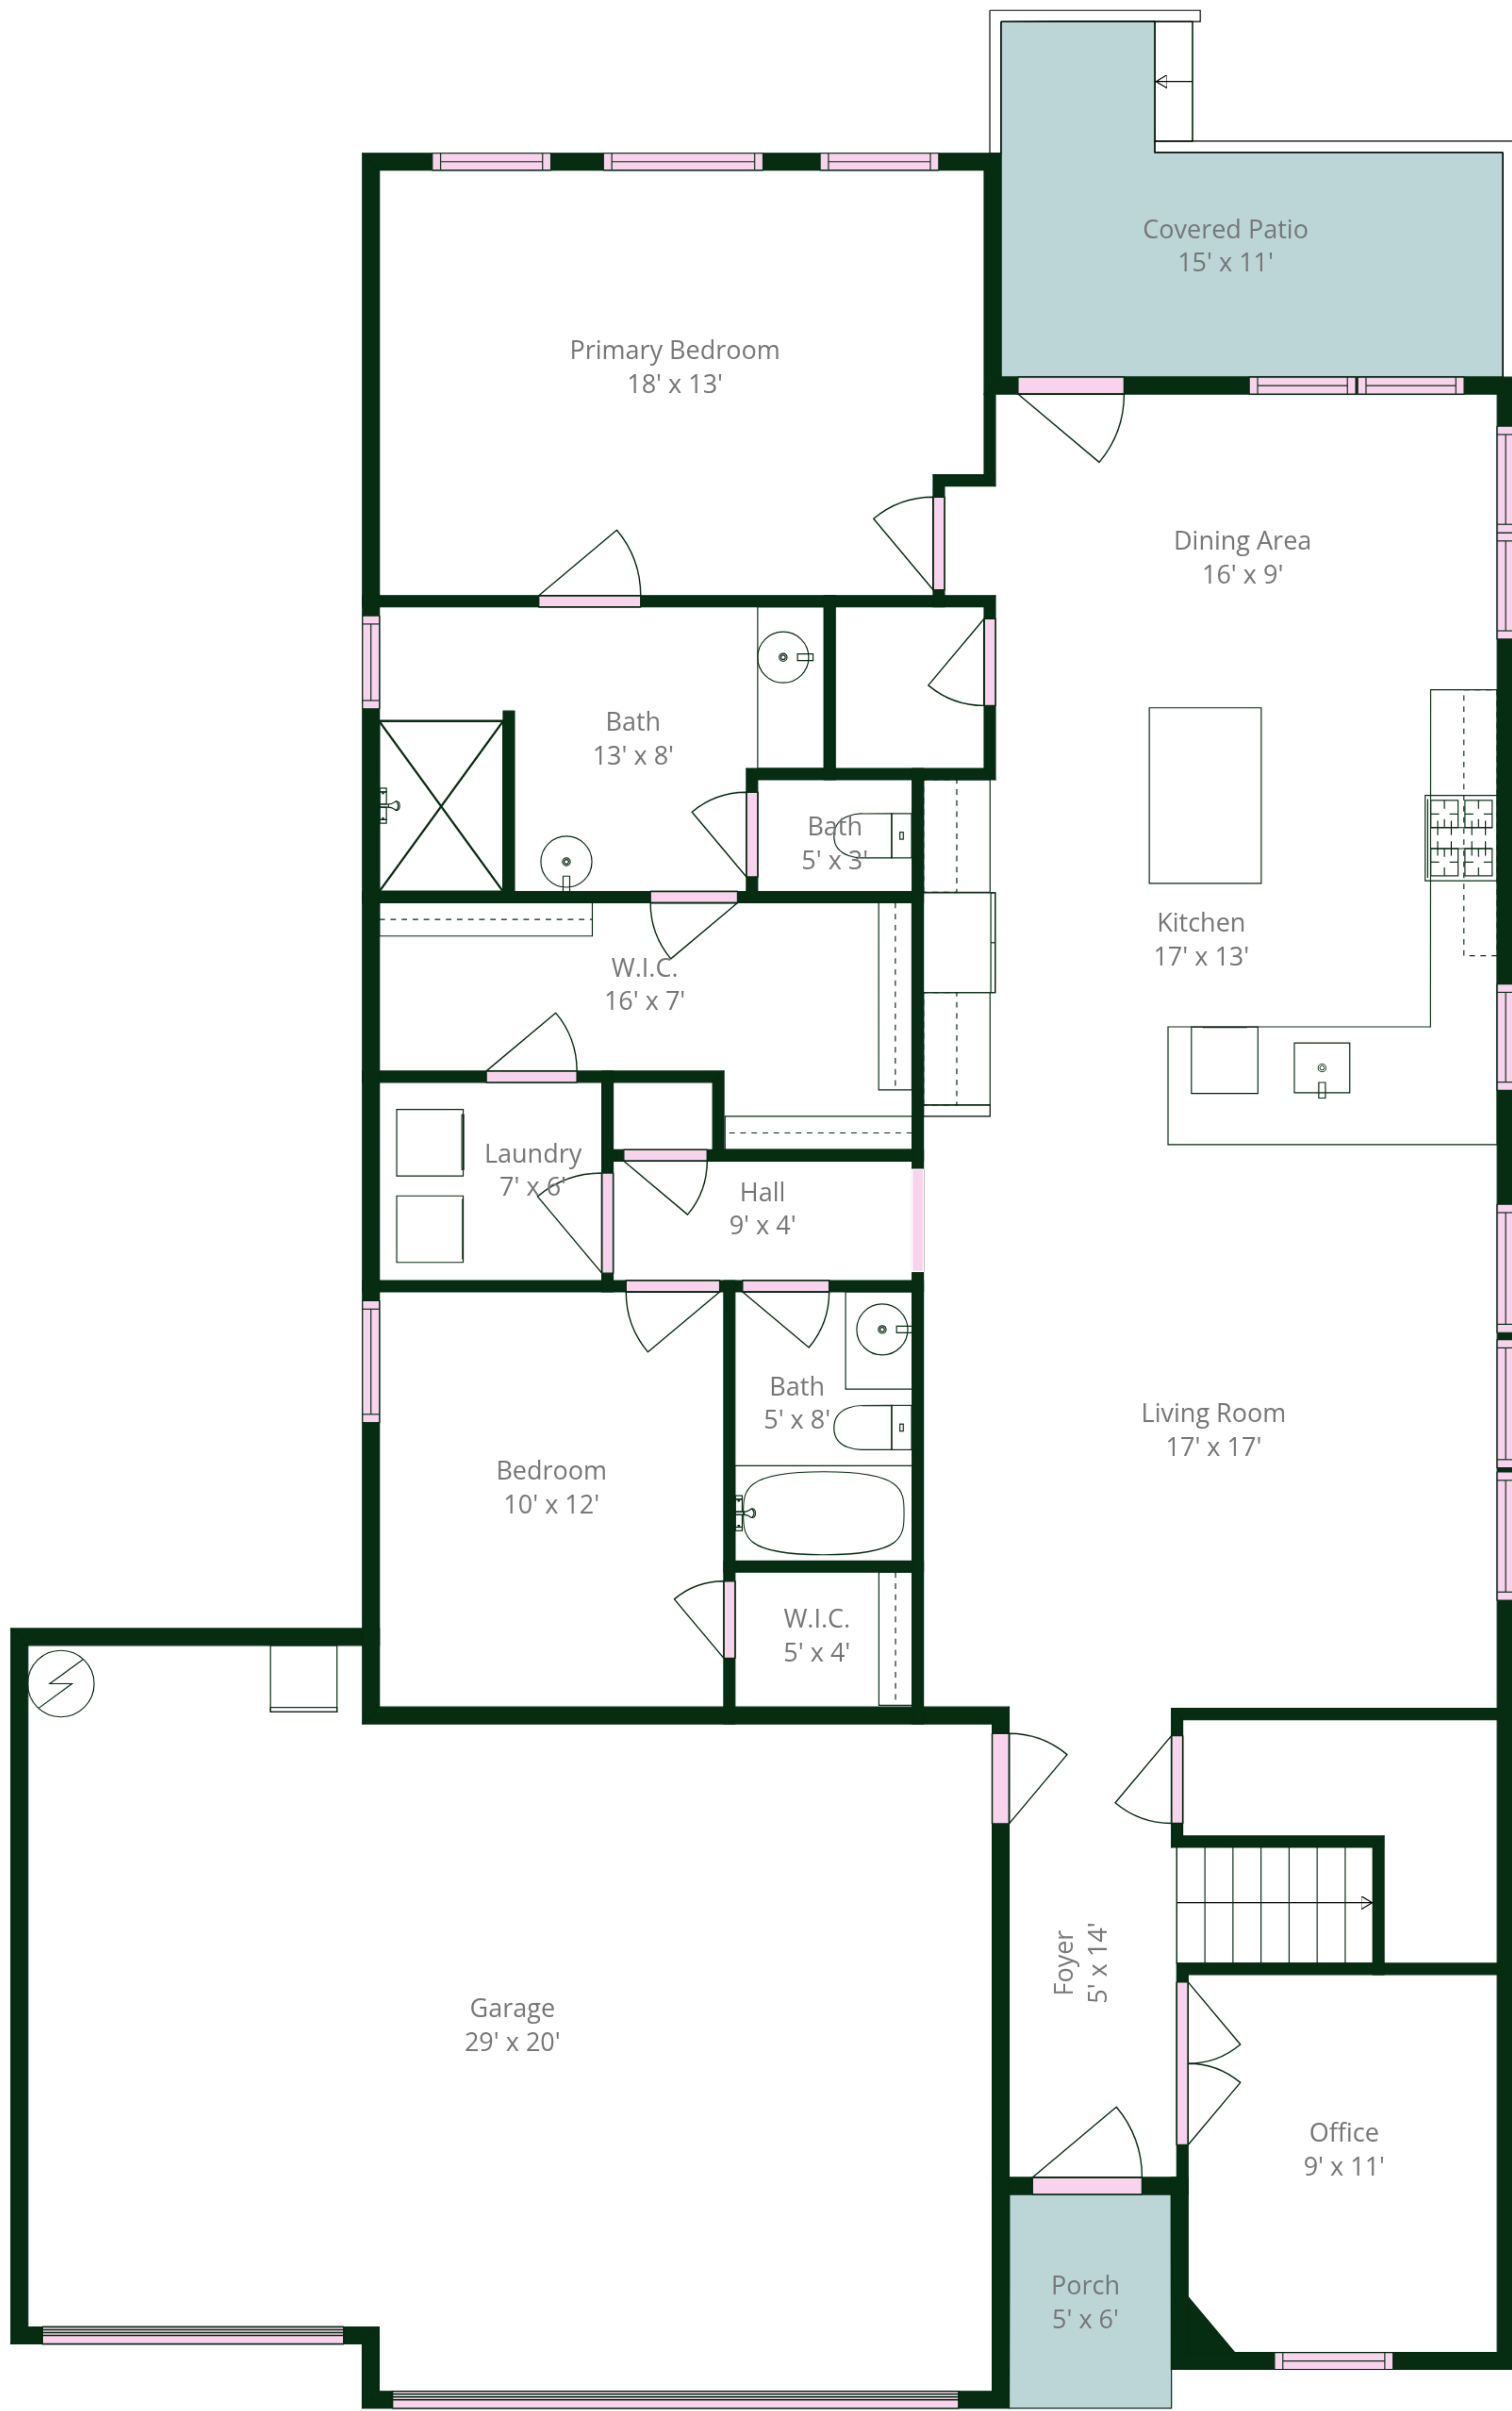 Covered Patio
15' x 11'
Primary Bedroom
18' x 13'
Dining Area
16' x 9'
Bath
13' x 8'
Bath
5' x 3'
Kitchen
17' x 13'
W.I.C.
16' x 7'
Laundry
7' x 6'
Hall
9' x 4'
Bath
5' x 8'
Living Room
17' x 17'
Bedroom
10' x 12'
W.I.C.
5' x 4'
Foyer
5' x 14'
Garage
29' x 20'
Office
9' x 11'
Porch
5' x 6'